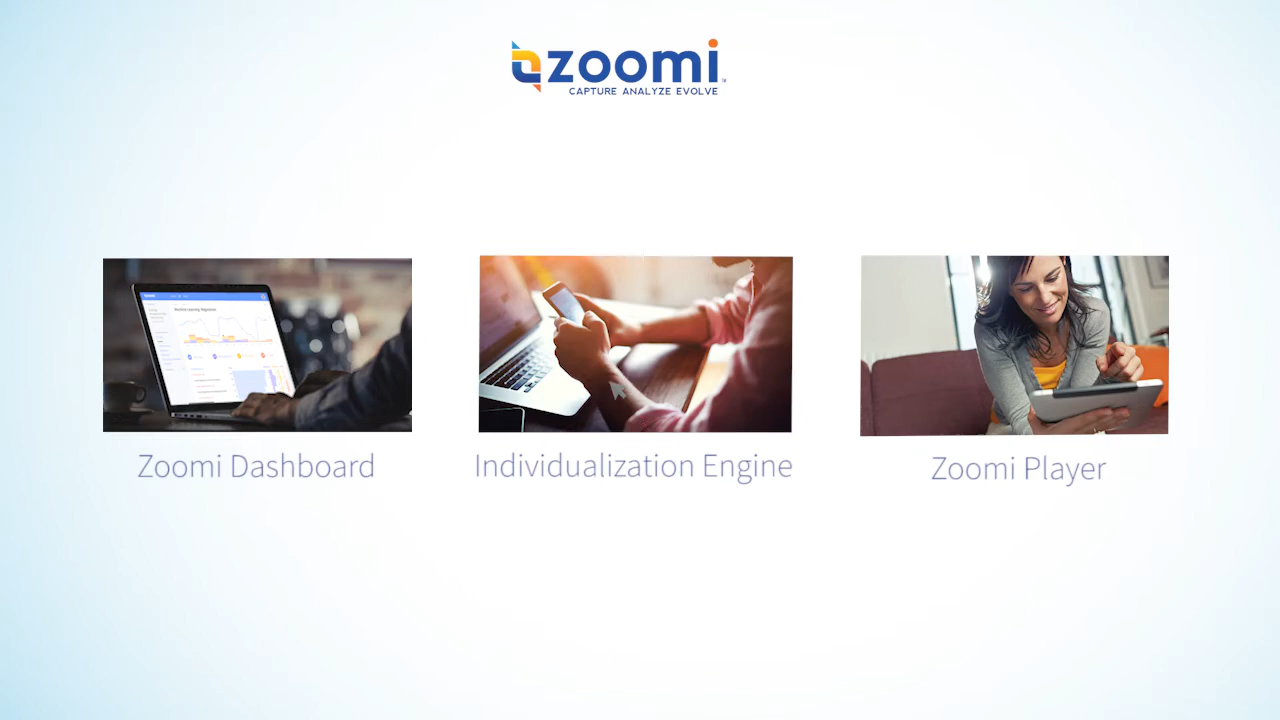 zoomi
CAPTURE ANALYZE EVOLVE
Zoomi Dashboard
Individualization Engine
Zoomi Player